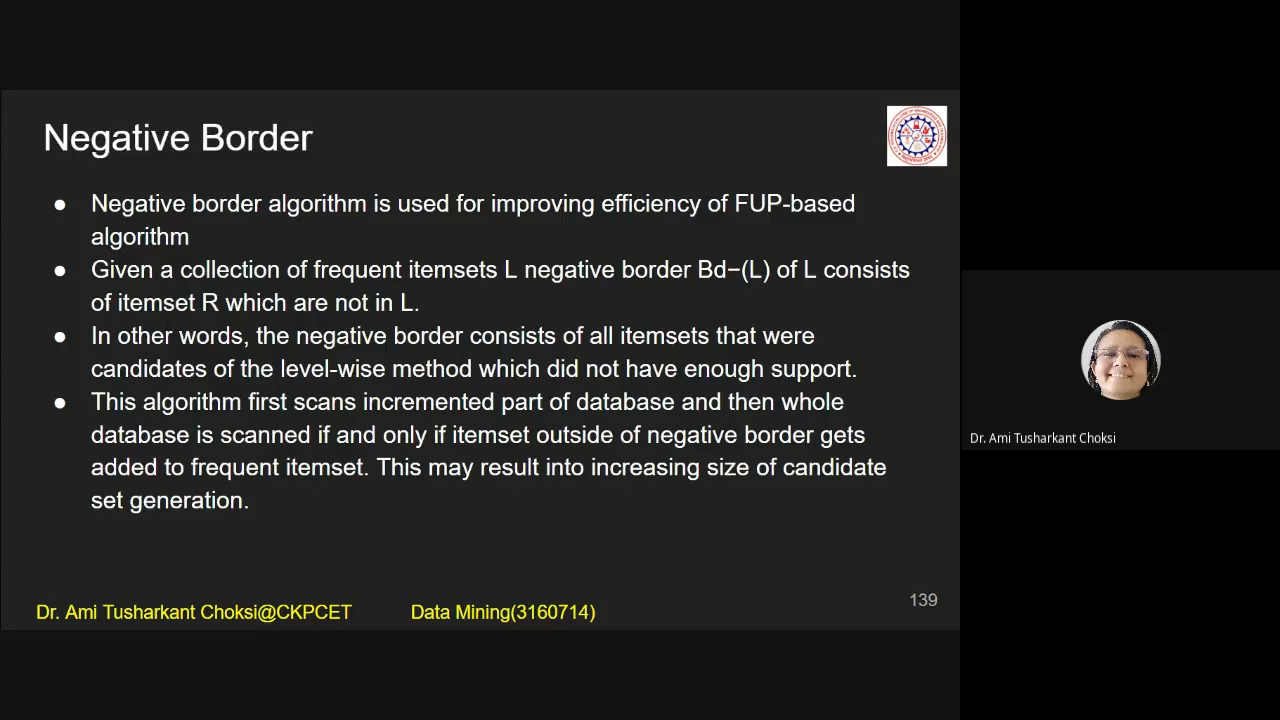 Negative Border
● Negative border algorithm is used for improving efficiency of FUP-based
algorithm
● Given a collection of frequent itemsets L negative border Bd−(L) of L consists
of itemset R which are not in L.
● In other words, the negative border consists of all itemsets that were
candidates of the level-wise method which did not have enough support.
● This algorithm first scans incremented part of database and then whole
database is scanned if and only if itemset outside of negative border gets
added to frequent itemset. This may result into increasing size of candidate
set generation.
Dr. Ami Tusharkant Choksi@CKPCET Data Mining(3160714)
139
Dr. Ami Tusharkant Choksi